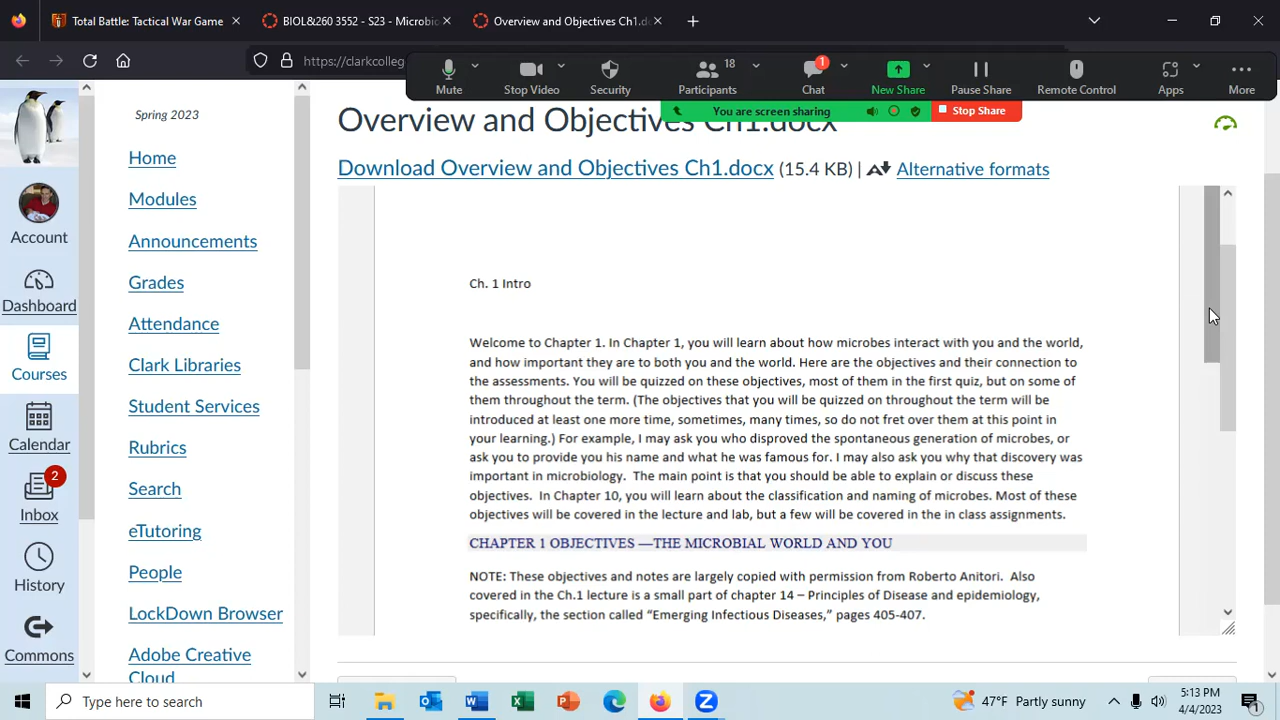 Total Battle: Tactical War Game
BIOL&260 3552 - S23 - Microbio
Overview and Objectives Ch1.do
https://clarkcolleg
Mute
Stop Video
Security
18
Participants
1
Chat
New Share
Pause Share
Remote Control
Apps
More
You are screen sharing
Stop Share
Account
Dashboard
Courses
Calendar
2
Inbox
History
Commons
Spring 2023
Home
Modules
Announcements
Grades
Attendance
Clark Libraries
Student Services
Rubrics
Search
eTutoring
People
LockDown Browser
Adobe Creative
Cloud
Overview and Objectives Ch1.docx
Download Overview and Objectives Ch1.docx (15.4 KB) | Alternative formats
Ch. 1 Intro
Welcome to Chapter 1. In Chapter 1, you will learn about how microbes interact with you and the world,
and how important they are to both you and the world. Here are the objectives and their connection to
the assessments. You will be quizzed on these objectives, most of them in the first quiz, but on some of
them throughout the term. (The objectives that you will be quizzed on throughout the term will be
introduced at least one more time, sometimes, many times, so do not fret over them at this point in
your learning.) For example, I may ask you who disproved the spontaneous generation of microbes, or
ask you to provide you his name and what he was famous for. I may also ask you why that discovery was
important in microbiology. The main point is that you should be able to explain or discuss these
objectives. In Chapter 10, you will learn about the classification and naming of microbes. Most of these
objectives will be covered in the lecture and lab, but a few will be covered in the in class assignments.
CHAPTER 1 OBJECTIVES —THE MICROBIAL WORLD AND YOU
NOTE: These objectives and notes are largely copied with permission from Roberto Anitori. Also
covered in the Ch.1 lecture is a small part of chapter 14 – Principles of Disease and epidemiology,
specifically, the section called “Emerging Infectious Diseases,” pages 405-407.
Type here to search
47°F Partly sunny
5:13 PM
4/4/2023
1